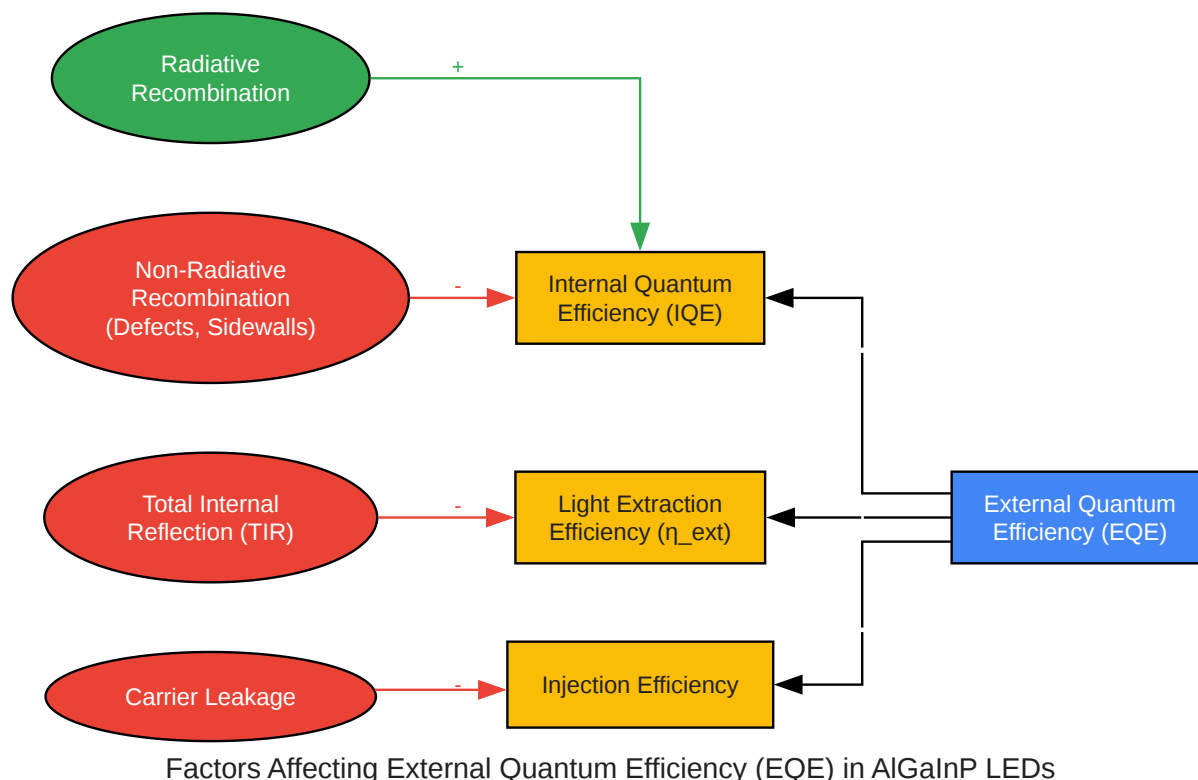 Radiative
Recombination
+
Non-Radiative
Recombination
(Defects, Sidewalls)
-
Internal Quantum
Efficiency (IQE)
Total Internal
Reflection (TIR)
-
Light Extraction
Efficiency (η_ext)
External Quantum
Efficiency (EQE)
Carrier Leakage
-
Injection Efficiency
Factors Affecting External Quantum Efficiency (EQE) in AlGaInP LEDs